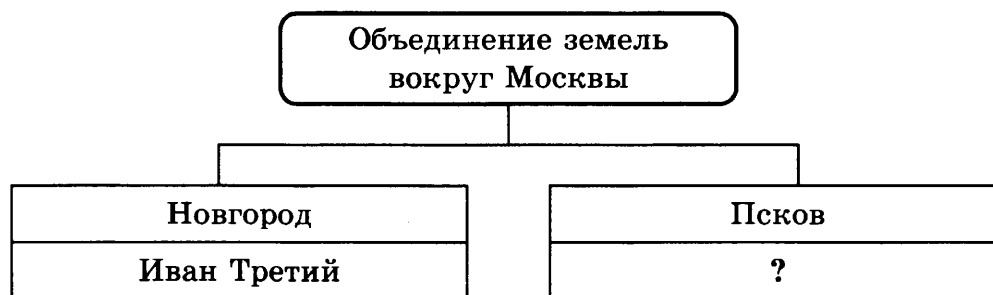 Объединение земель
вокруг Москвы
Новгород
Псков
Иван Третий
?